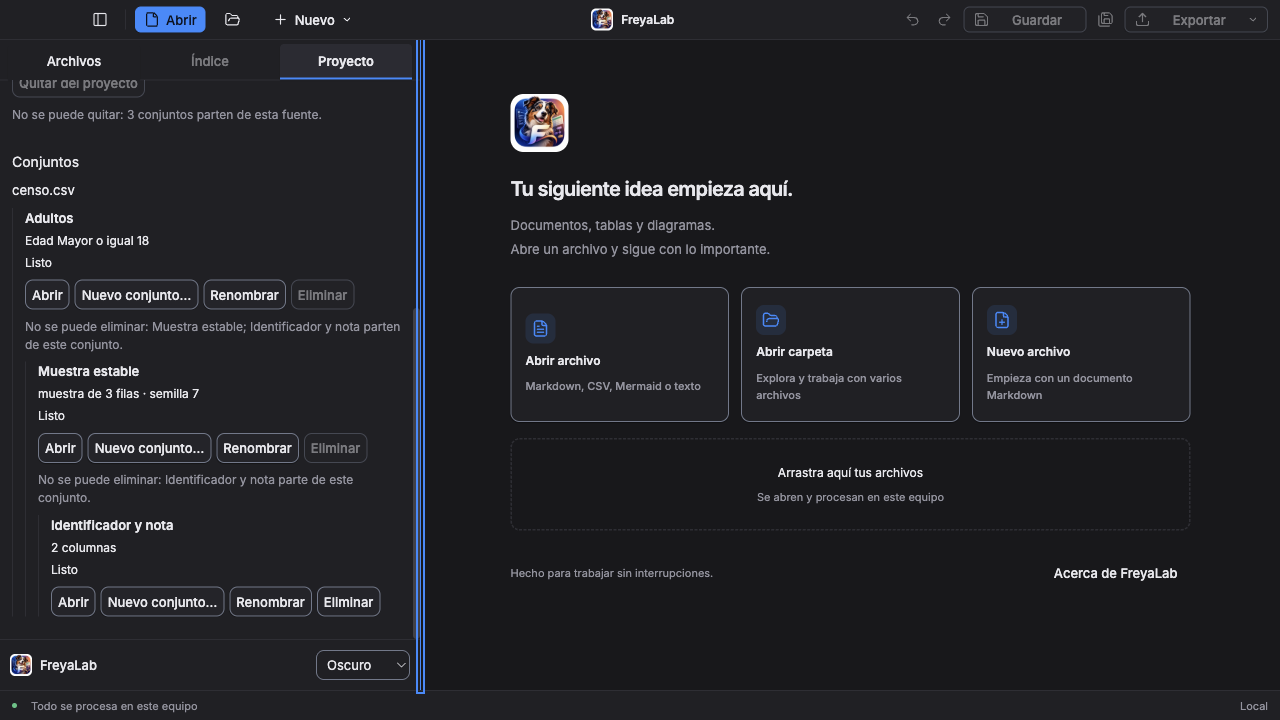 Abrir
Nuevo
FreyaLab
Guardar
Exportar
Archivos
Índice
Proyecto
Quitar del proyecto
No se puede quitar: 3 conjuntos parten de esta fuente.
Conjuntos
censo.csv
Adultos
Edad Mayor o igual 18
Listo
Abrir
Nuevo conjunto...
Renombrar
Eliminar
No se puede eliminar: Muestra estable; Identificador y nota parten
de este conjunto.
Muestra estable
muestra de 3 filas · semilla 7
Listo
Abrir
Nuevo conjunto...
Renombrar
Eliminar
No se puede eliminar: Identificador y nota parte de este
conjunto.
Identificador y nota
2 columnas
Listo
Abrir
Nuevo conjunto...
Renombrar
Eliminar
FreyaLab
Oscuro
Tu siguiente idea empieza aquí.
Documentos, tablas y diagramas.
Abre un archivo y sigue con lo importante.
Abrir archivo
Markdown, CSV, Mermaid o texto
Abrir carpeta
Explora y trabaja con varios
archivos
Nuevo archivo
Empieza con un documento
Markdown
Arrastra aquí tus archivos
Se abren y procesan en este equipo
Hecho para trabajar sin interrupciones.
Acerca de FreyaLab
Todo se procesa en este equipo
Local